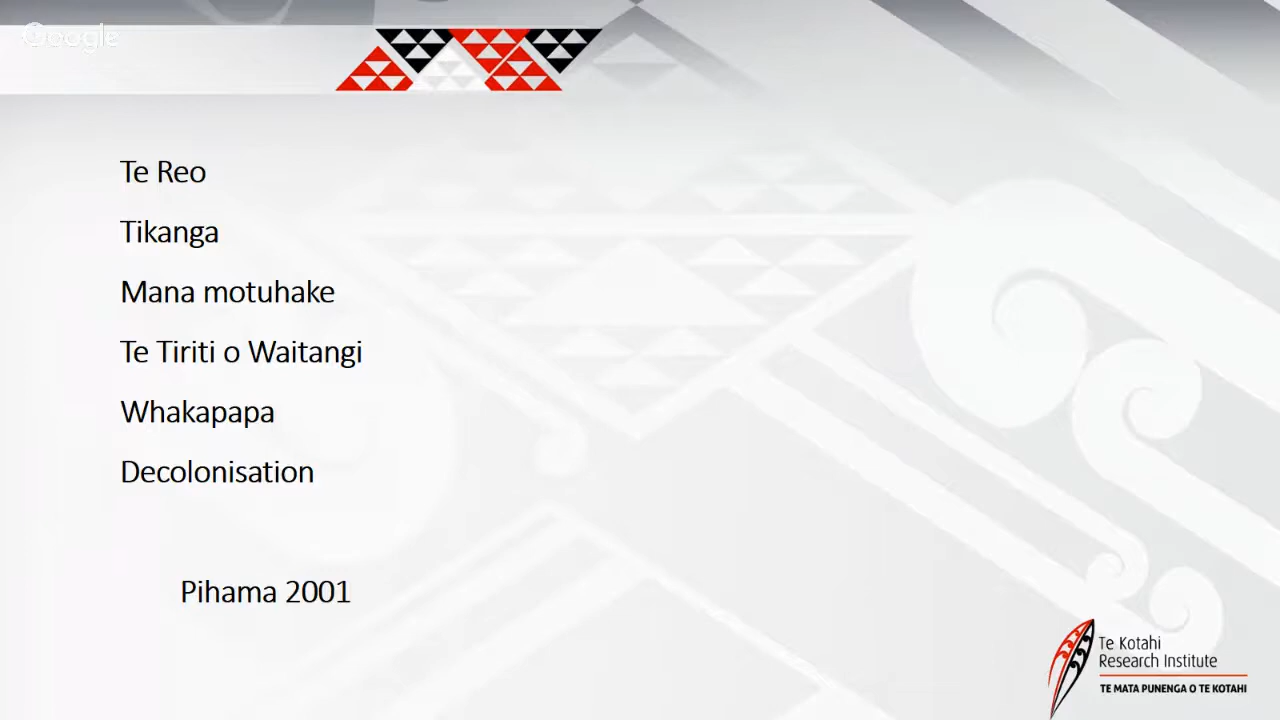 Google
Te Reo
Tikanga
Mana motuhake
Te Tiriti o Waitangi
Whakapapa
Decolonisation
Pihama 2001
Te Kotahi
Research Institute
TE MATA PUNENGA O TE KOTAHI